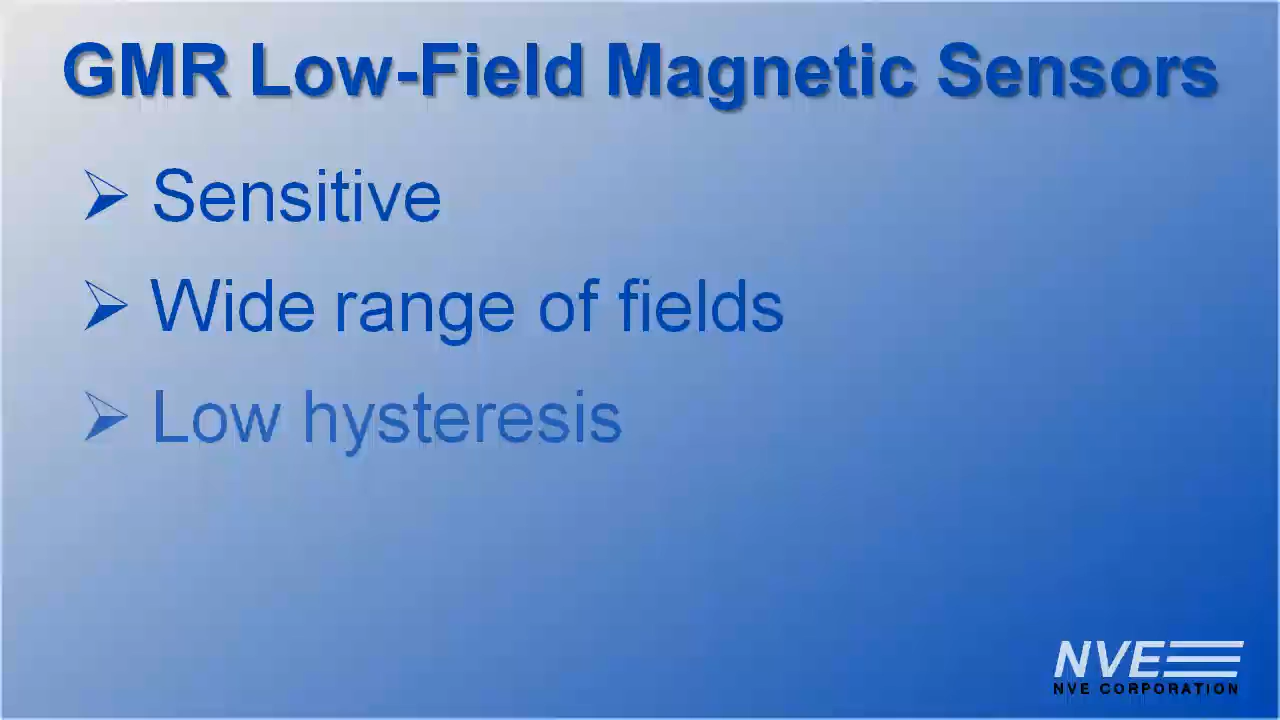 GMR Low-Field Magnetic Sensors
➢ Sensitive
➢ Wide range of fields
➢ Low hysteresis
NVE
NVE CORPORATION